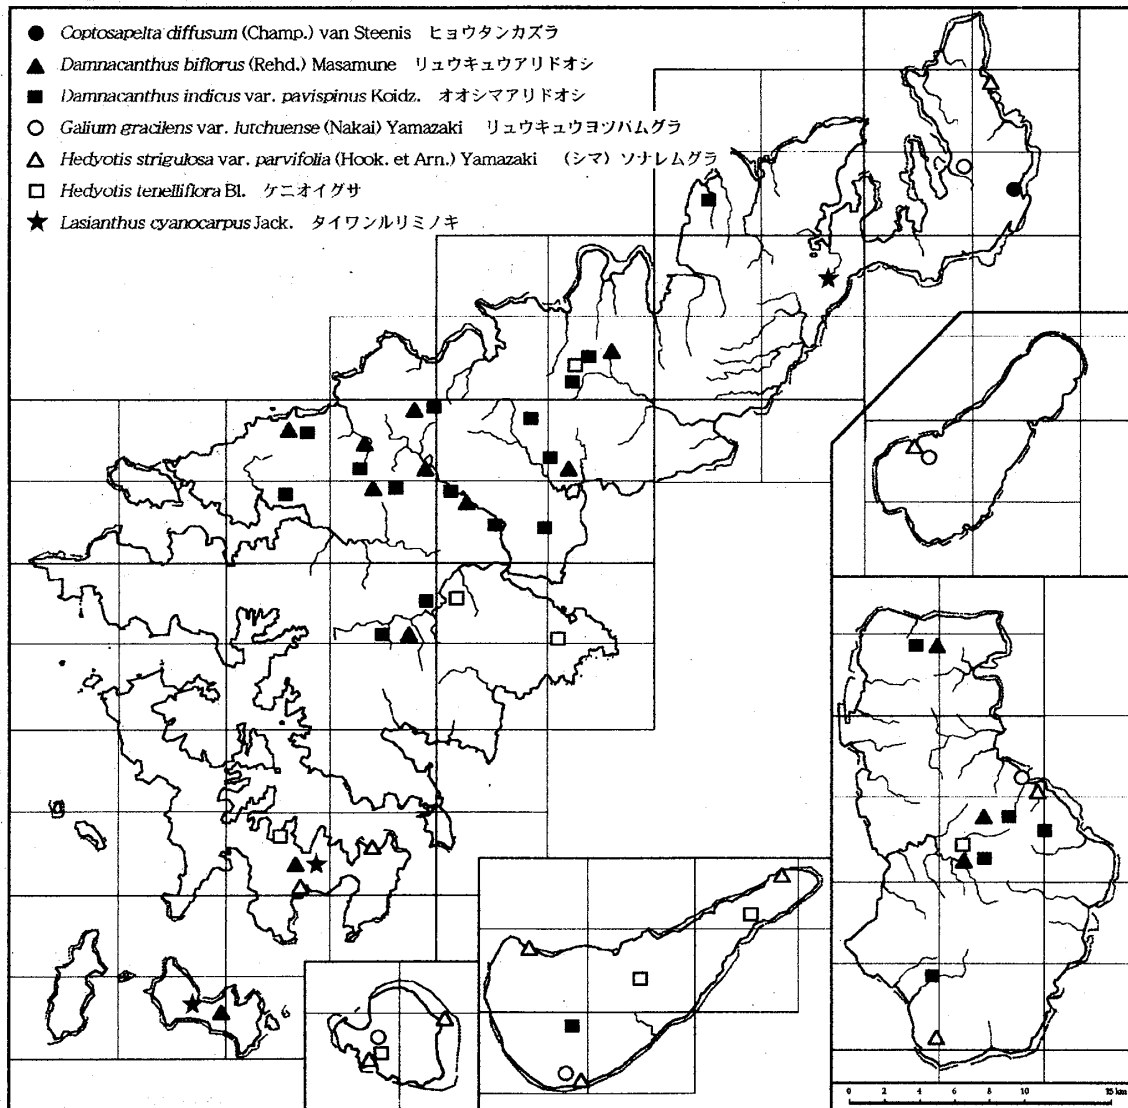 ● Coptosapelta diffusum (Champ.) van Steenis ヒョウタンカズラ
▲ Damnacanthus biflorus (Rehd.) Masamune リュウキュウアリドオシ
■ Damnacanthus indicus var. pavispinus Koidz. オオシマアリドオシ
○ Galium gracilens var. lutchuense (Nakai) Yamazaki リュウキュウヨツバムグラ
△ Hedyotis strigulosa var. parvifolia (Hook. et Arn.) Yamazaki (シマ) ソナレムグラ
□ Hedyotis tenelliflora Bl. ケニオイグサ
★ Lasianthus cyanocarpus Jack. タイワンルリミノキ
0 2 4 6 8 10 15 km